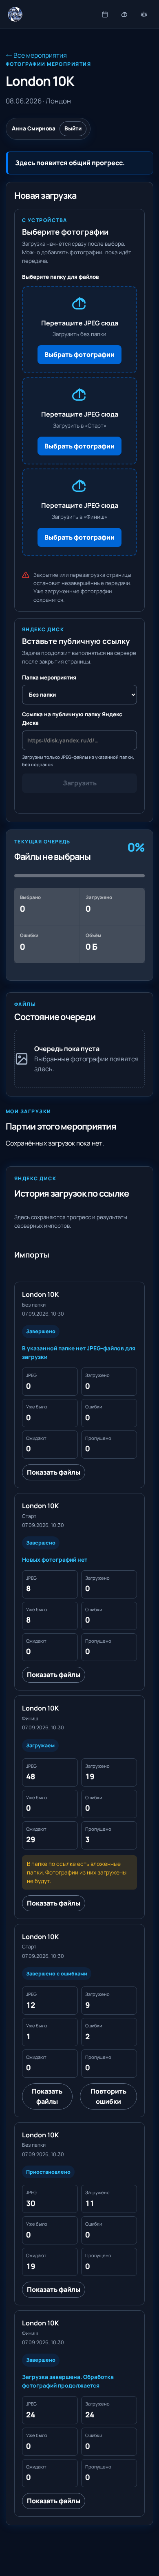 ← Все мероприятия
ФОТОГРАФИИ МЕРОПРИЯТИЯ
London 10K
08.06.2026 · Лондон
Анна Смирнова
Выйти
Здесь появится общий прогресс.
Новая загрузка
С УСТРОЙСТВА
Выберите фотографии
Загрузка начнётся сразу после выбора.
Можно добавлять фотографии, пока идёт
передача.
Выберите папку для файлов
Перетащите JPEG сюда
Загрузить без папки
Выбрать фотографии
Перетащите JPEG сюда
Загрузить в «Старт»
Выбрать фотографии
Перетащите JPEG сюда
Загрузить в «Финиш»
Выбрать фотографии
Закрытие или перезагрузка страницы
остановит незавершённые передачи.
Уже загруженные фотографии
сохранятся.
ЯНДЕКС ДИСК
Вставьте публичную ссылку
Задача продолжит выполняться на сервере
после закрытия страницы.
Папка мероприятия
Без папки
Ссылка на публичную папку Яндекс
Диска
https://disk.yandex.ru/d/…
Загрузим только JPEG-файлы из указанной папки,
без подпапок
Загрузить
ТЕКУЩАЯ ОЧЕРЕДЬ
0%
Файлы не выбраны
Выбрано
0
Загружено
0
Ошибки
0
Объём
0 Б
ФАЙЛЫ
Состояние очереди
Очередь пока пуста
Выбранные фотографии появятся
здесь.
МОИ ЗАГРУЗКИ
Партии этого мероприятия
Сохранённых загрузок пока нет.
ЯНДЕКС ДИСК
История загрузок по ссылке
Здесь сохраняются прогресс и результаты
серверных импортов.
Импорты
London 10K
Без папки
07.09.2026, 10:30
Завершено
В указанной папке нет JPEG-файлов для
загрузки
JPEG
0
Загружено
0
Уже было
0
Ошибки
0
Ожидают
0
Пропущено
0
Показать файлы
London 10K
Старт
07.09.2026, 10:30
Завершено
Новых фотографий нет
JPEG
8
Загружено
0
Уже было
8
Ошибки
0
Ожидают
0
Пропущено
0
Показать файлы
London 10K
Финиш
07.09.2026, 10:30
Загружаем
JPEG
48
Загружено
19
Уже было
0
Ошибки
0
Ожидают
29
Пропущено
3
В папке по ссылке есть вложенные
папки. Фотографии из них загружены
не будут.
Показать файлы
London 10K
Старт
07.09.2026, 10:30
Завершено с ошибками
JPEG
12
Загружено
9
Уже было
1
Ошибки
2
Ожидают
0
Пропущено
0
Показать
файлы
Повторить
ошибки
London 10K
Без папки
07.09.2026, 10:30
Приостановлено
JPEG
30
Загружено
11
Уже было
0
Ошибки
0
Ожидают
19
Пропущено
0
Показать файлы
London 10K
Финиш
07.09.2026, 10:30
Завершено
Загрузка завершена. Обработка
фотографий продолжается
JPEG
24
Загружено
24
Уже было
0
Ошибки
0
Ожидают
0
Пропущено
0
Показать файлы